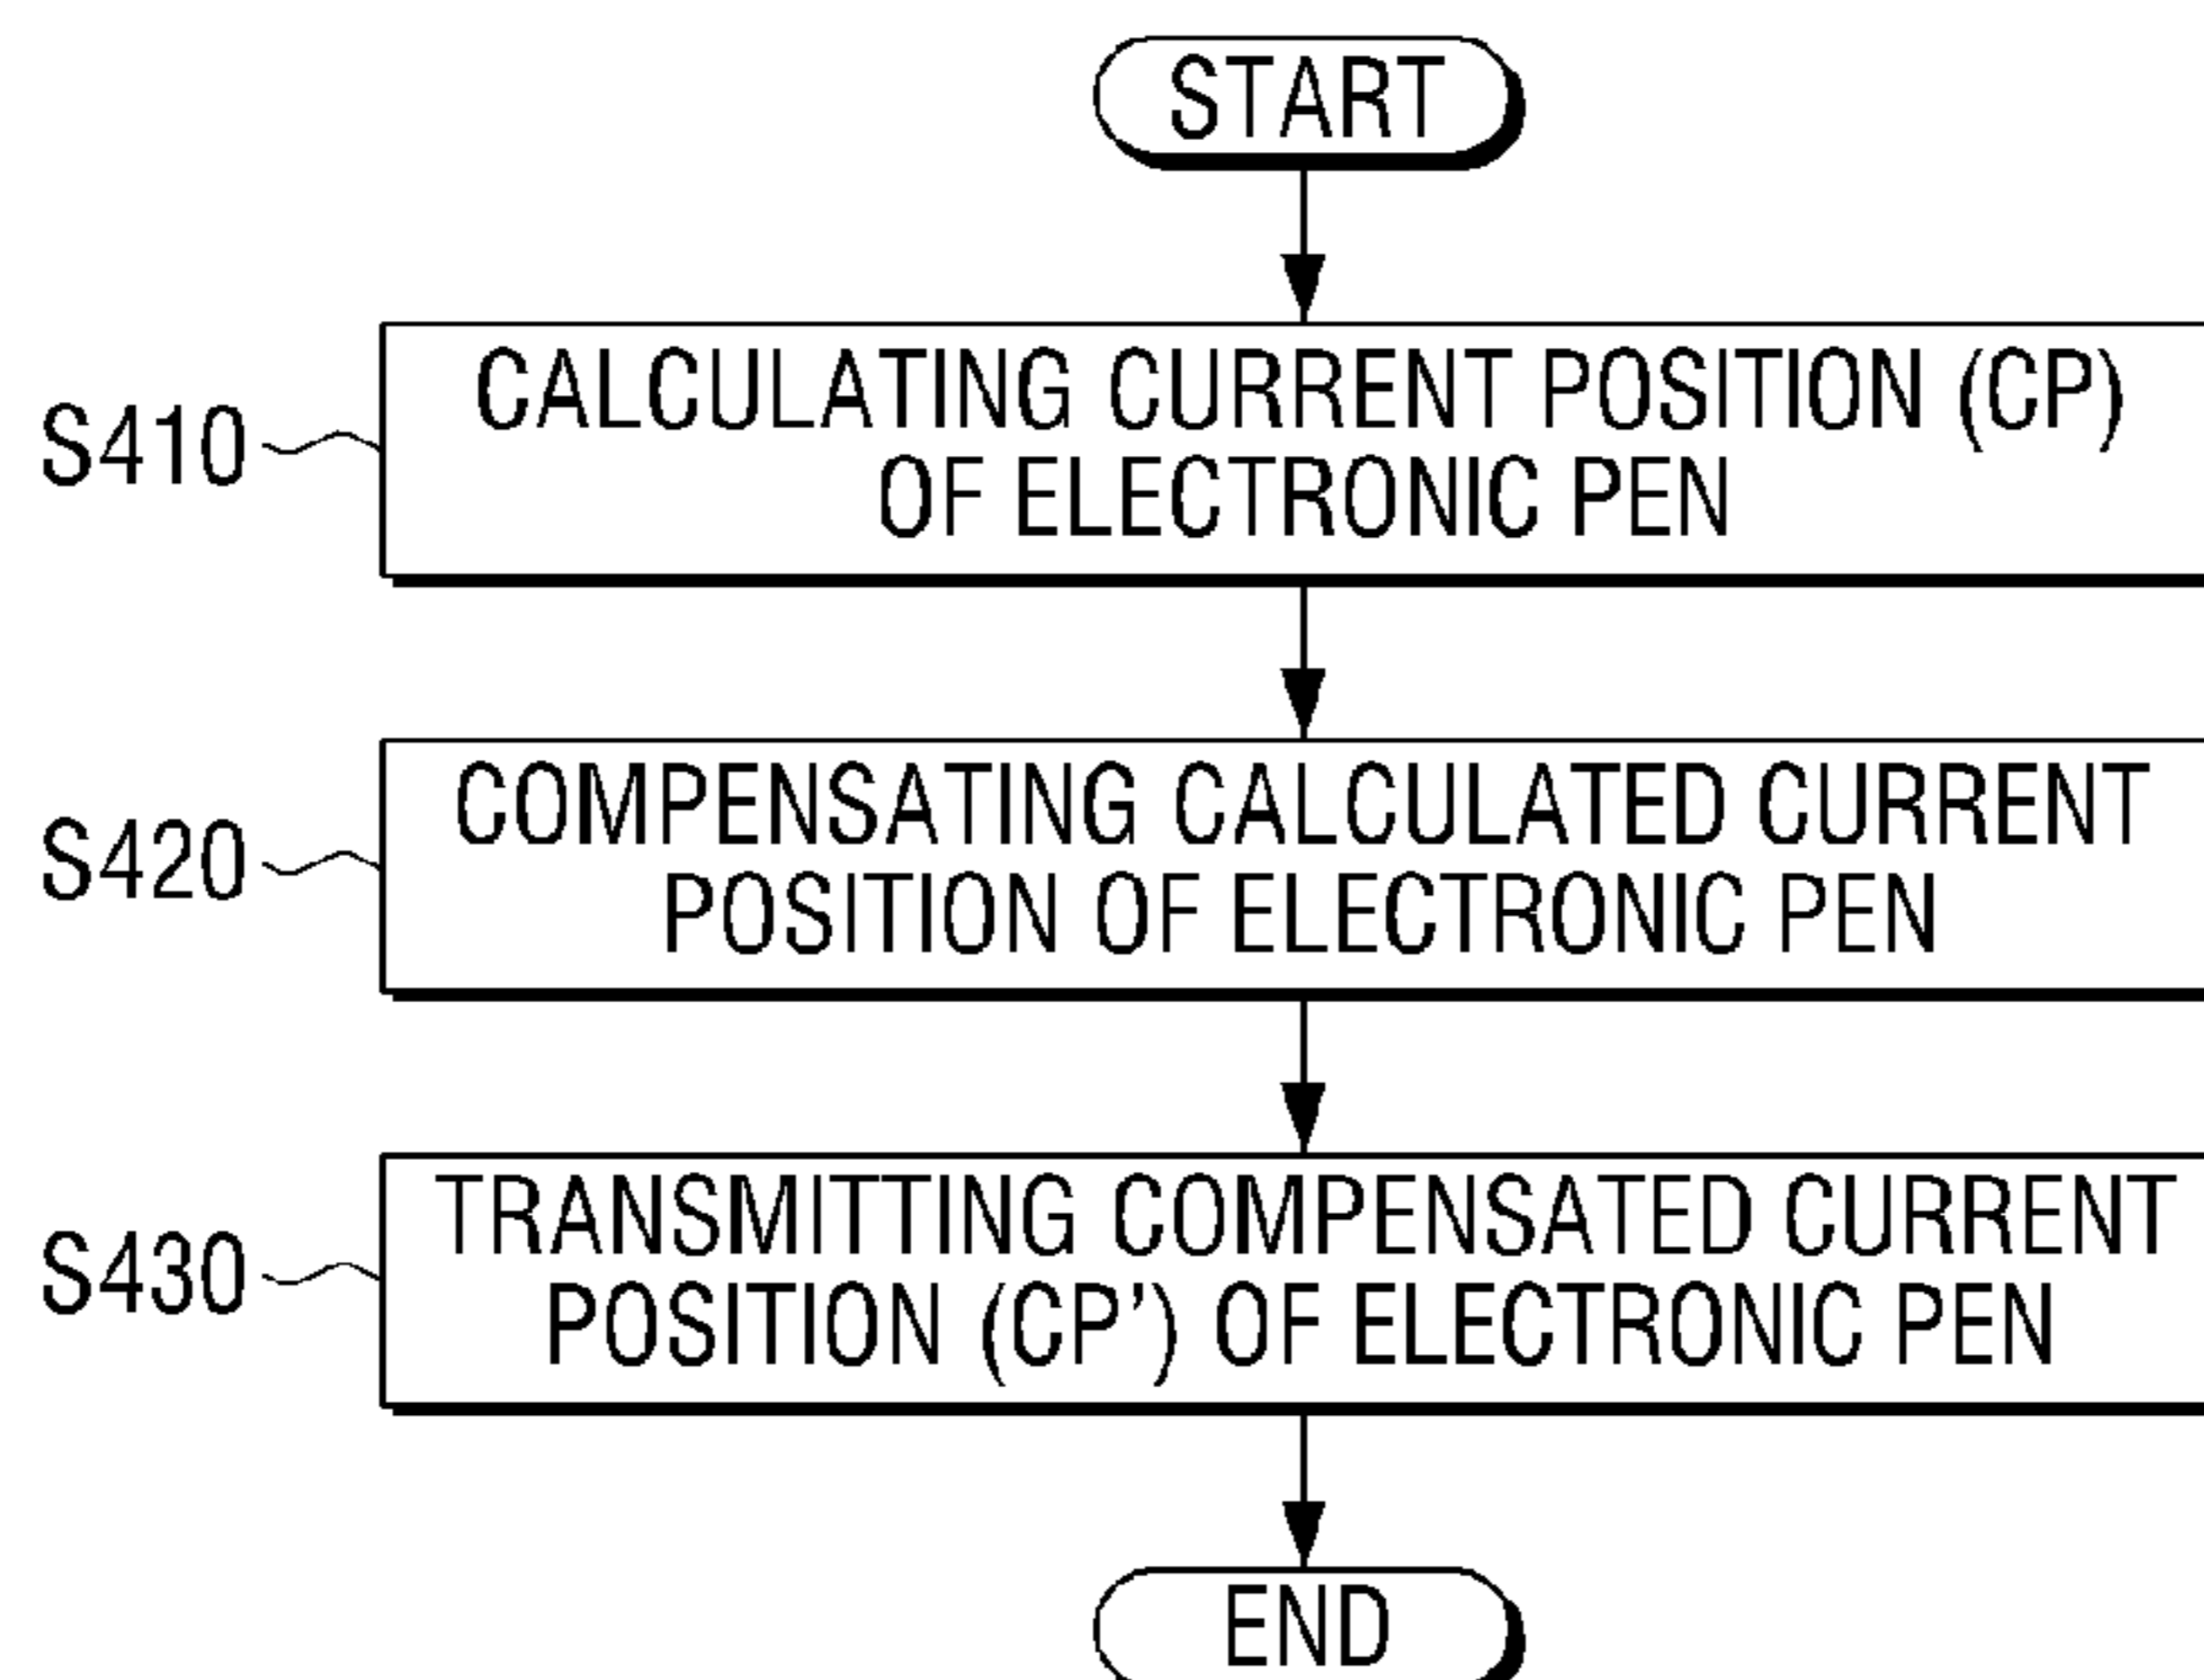 START
S410
CALCULATING CURRENT POSITION (CP)
OF ELECTRONIC PEN
S420
COMPENSATING CALCULATED CURRENT
POSITION OF ELECTRONIC PEN
S430
TRANSMITTING COMPENSATED CURRENT
POSITION (CP') OF ELECTRONIC PEN
END